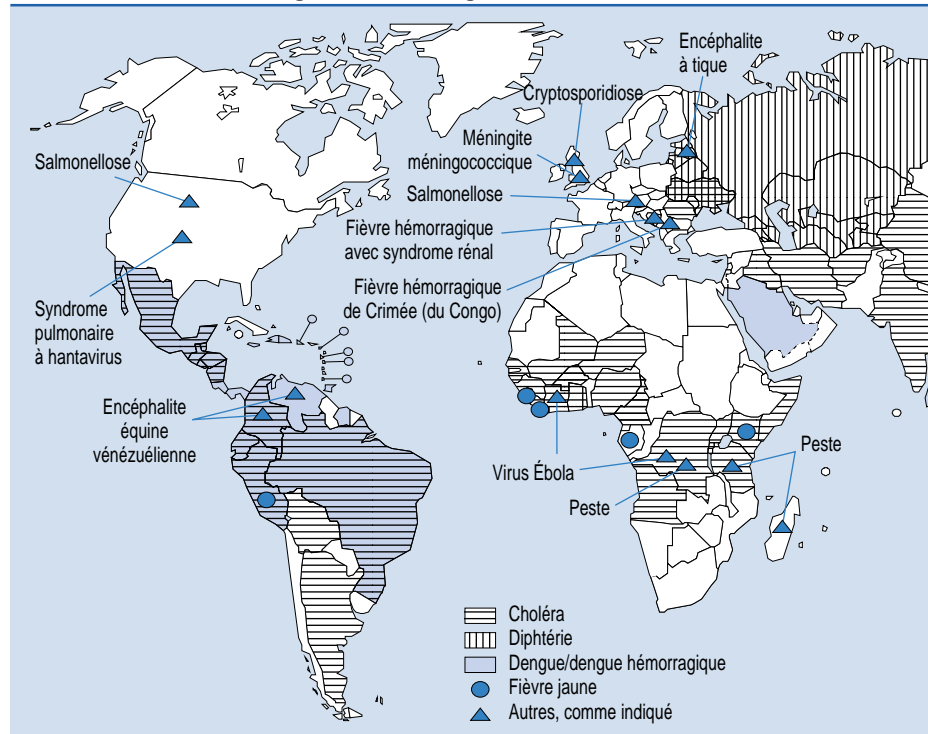 Encéphalite
à tique
Cryptosporidiose
Méningite
méningococcique
Salmonellose
Salmonellose
Fièvre hémorragique
avec syndrome rénal
Fièvre hémorragique
de Crimée (du Congo)
Syndrome
pulmonaire
à hantavirus
Encéphalite
équine
vénézuélienne
Virus Ébola
Peste
Peste
Choléra
Diphtérie
Dengue/dengue hémorragique
Fièvre jaune
Autres, comme indiqué